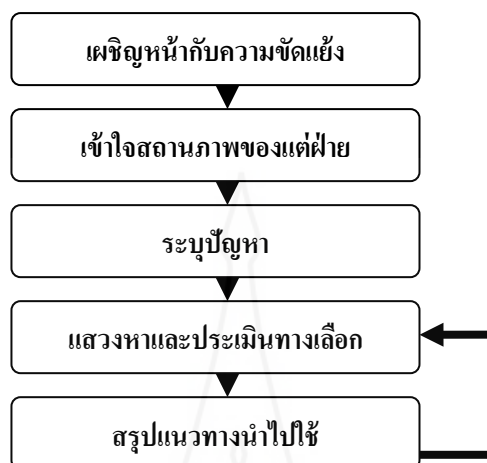 เผชิญหน้ากับความขัดแย้ง
เข้าใจสถานภาพของแต่ฝ่าย
ระบุปัญหา
แสวงหาและประเมินทางเลือก
สรุปแนวทางนำไปใช้